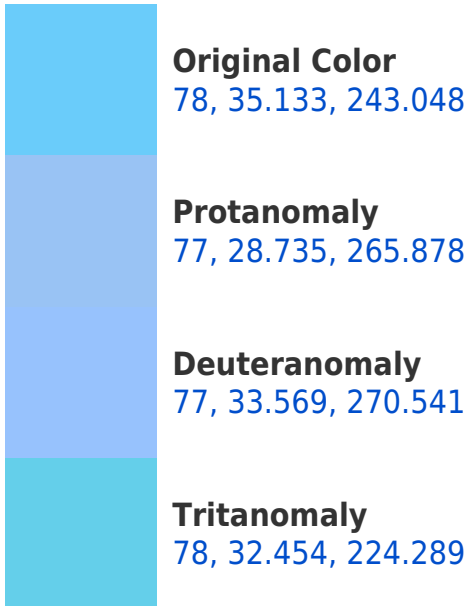 Original Color
78, 35.133, 243.048
Protanomaly
77, 28.735, 265.878
Deuteranomaly
77, 33.569, 270.541
Tritanomaly
78, 32.454, 224.289